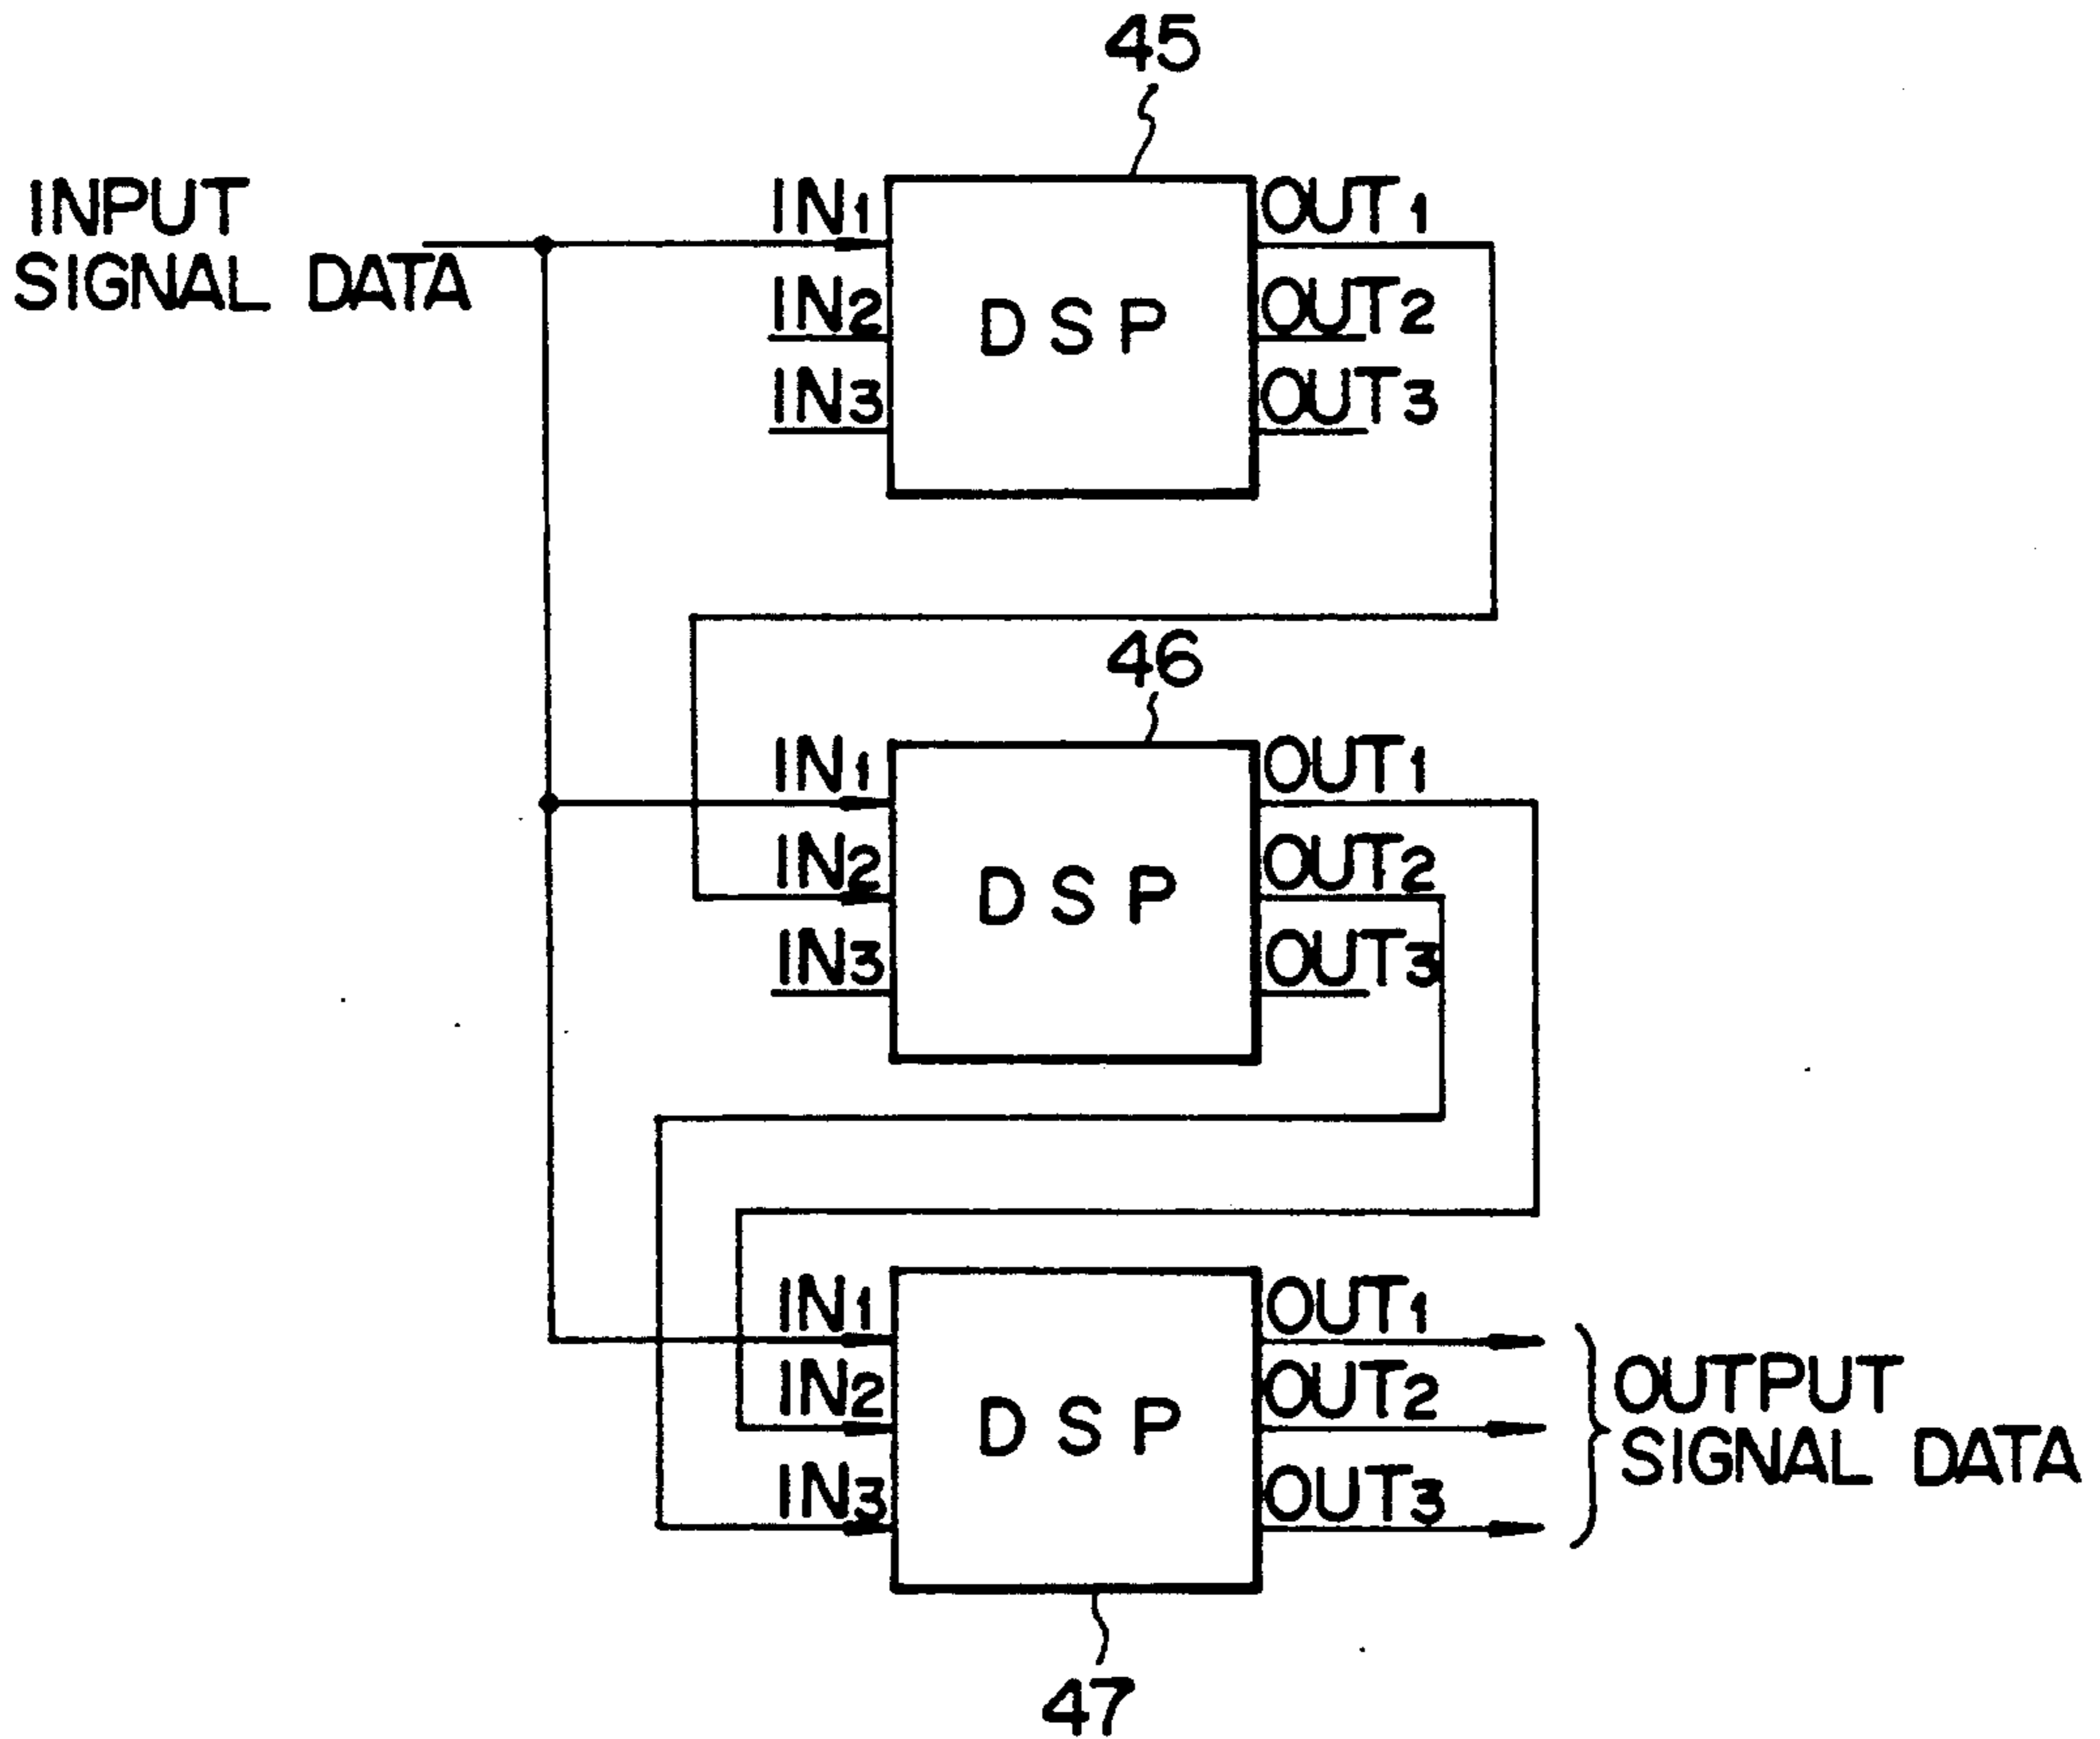 45
INPUT
SIGNAL DATA
IN1
OUT1
IN2
OUT2
DSP
IN3
OUT3
46
IN1
OUT1
IN2
OUT2
DSP
IN3
OUT3
IN1
OUT1
IN2
OUT2
DSP
IN3
OUT3
OUTPUT
SIGNAL DATA
47